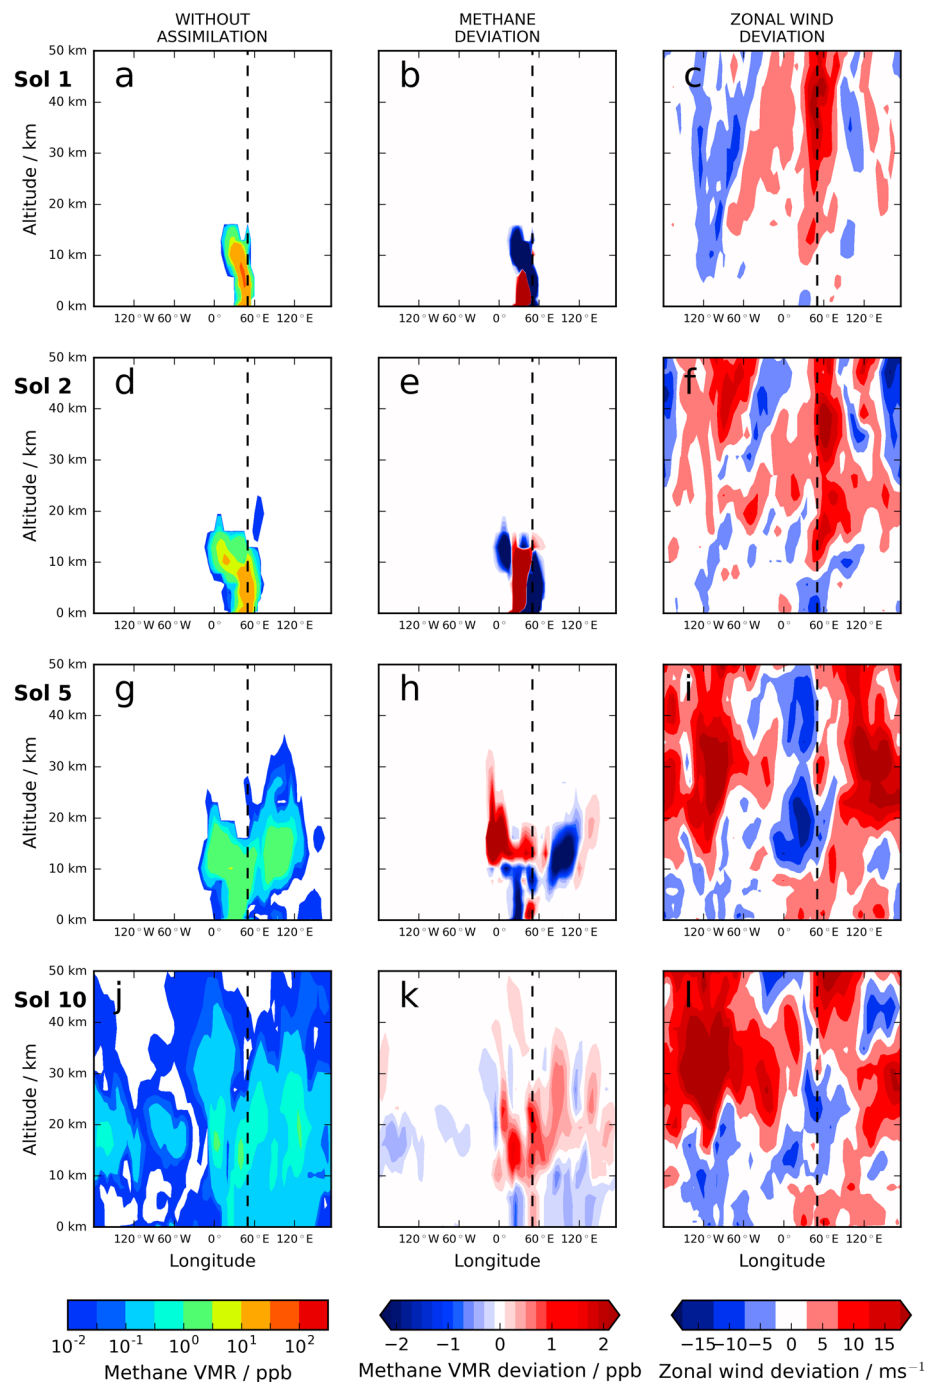 WITHOUT
ASSIMILATION
METHANE
DEVIATION
ZONAL WIND
DEVIATION
Sol 1
a
b
c
50 km
40 km
30 km
20 km
10 km
0 km
Altitude / km
120°W 60°W 0° 60°E 120°E
120°W 60°W 0° 60°E 120°E
120°W 60°W 0° 60°E 120°E
Sol 2
d
e
f
50 km
40 km
30 km
20 km
10 km
0 km
Altitude / km
120°W 60°W 0° 60°E 120°E
120°W 60°W 0° 60°E 120°E
120°W 60°W 0° 60°E 120°E
Sol 5
g
h
i
50 km
40 km
30 km
20 km
10 km
0 km
Altitude / km
120°W 60°W 0° 60°E 120°E
120°W 60°W 0° 60°E 120°E
120°W 60°W 0° 60°E 120°E
Sol 10
j
k
l
50 km
40 km
30 km
20 km
10 km
0 km
Altitude / km
120°W 60°W 0° 60°E 120°E
120°W 60°W 0° 60°E 120°E
120°W 60°W 0° 60°E 120°E
Longitude
Longitude
Longitude
10⁻² 10⁻¹ 10⁰ 10¹ 10²
Methane VMR / ppb
−2 −1 0 1 2
Methane VMR deviation / ppb
−15 −10 −5 0 5 10 15
Zonal wind deviation / ms⁻¹